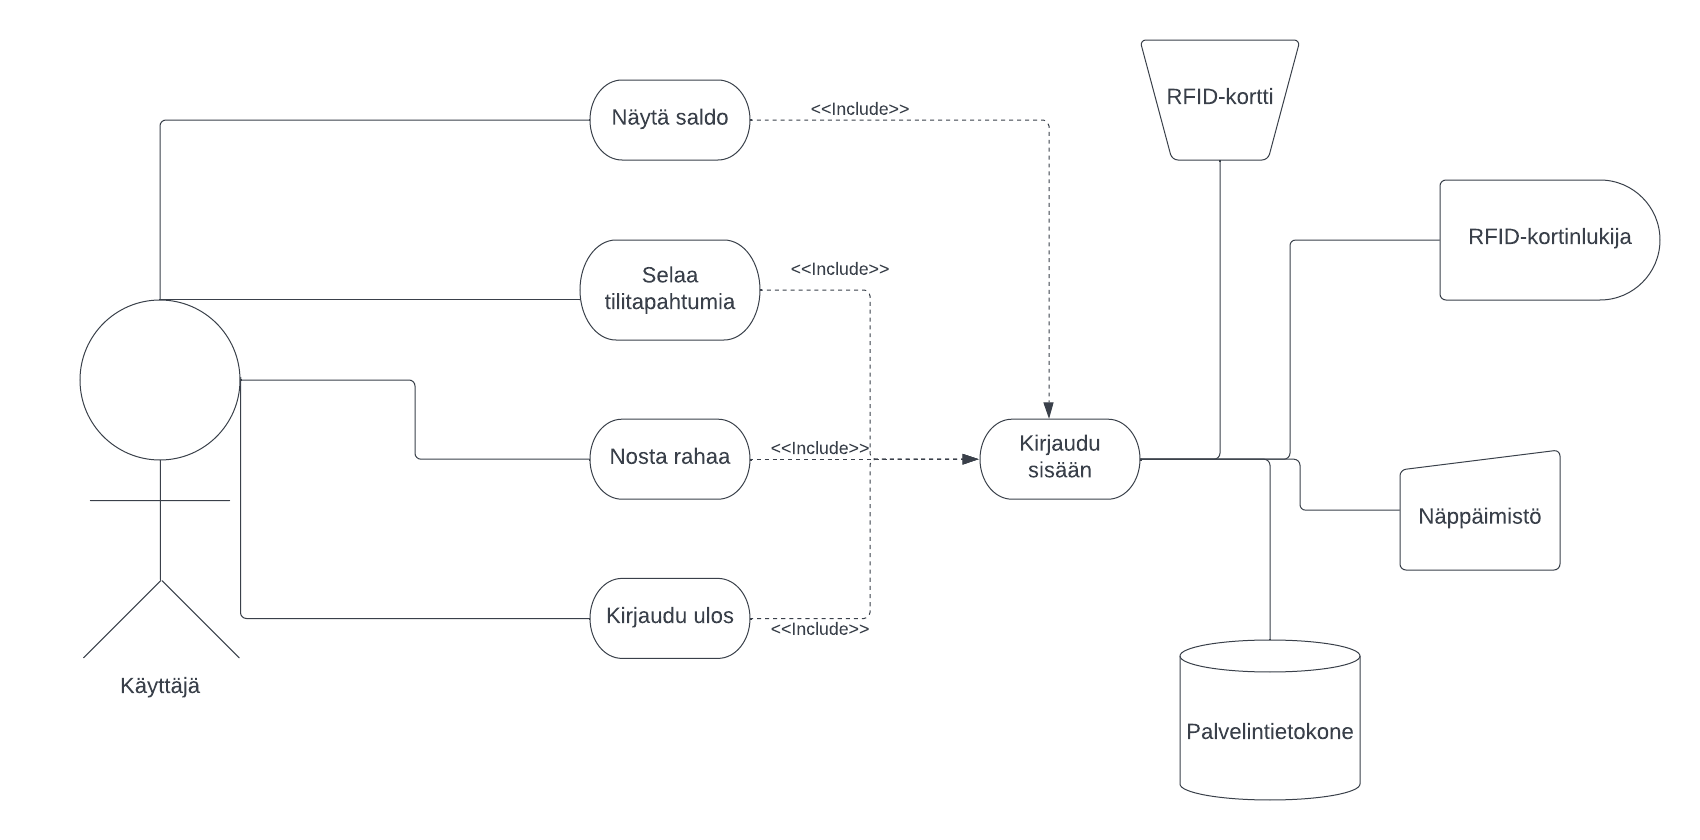 RFID-kortti
Näytä saldo
<<Include>>
RFID-kortinlukija
Selaa
tilitapahtumia
<<Include>>
Nosta rahaa
<<Include>>
Kirjaudu
sisään
Näppäimistö
Kirjaudu ulos
<<Include>>
Käyttäjä
Palvelintietokone